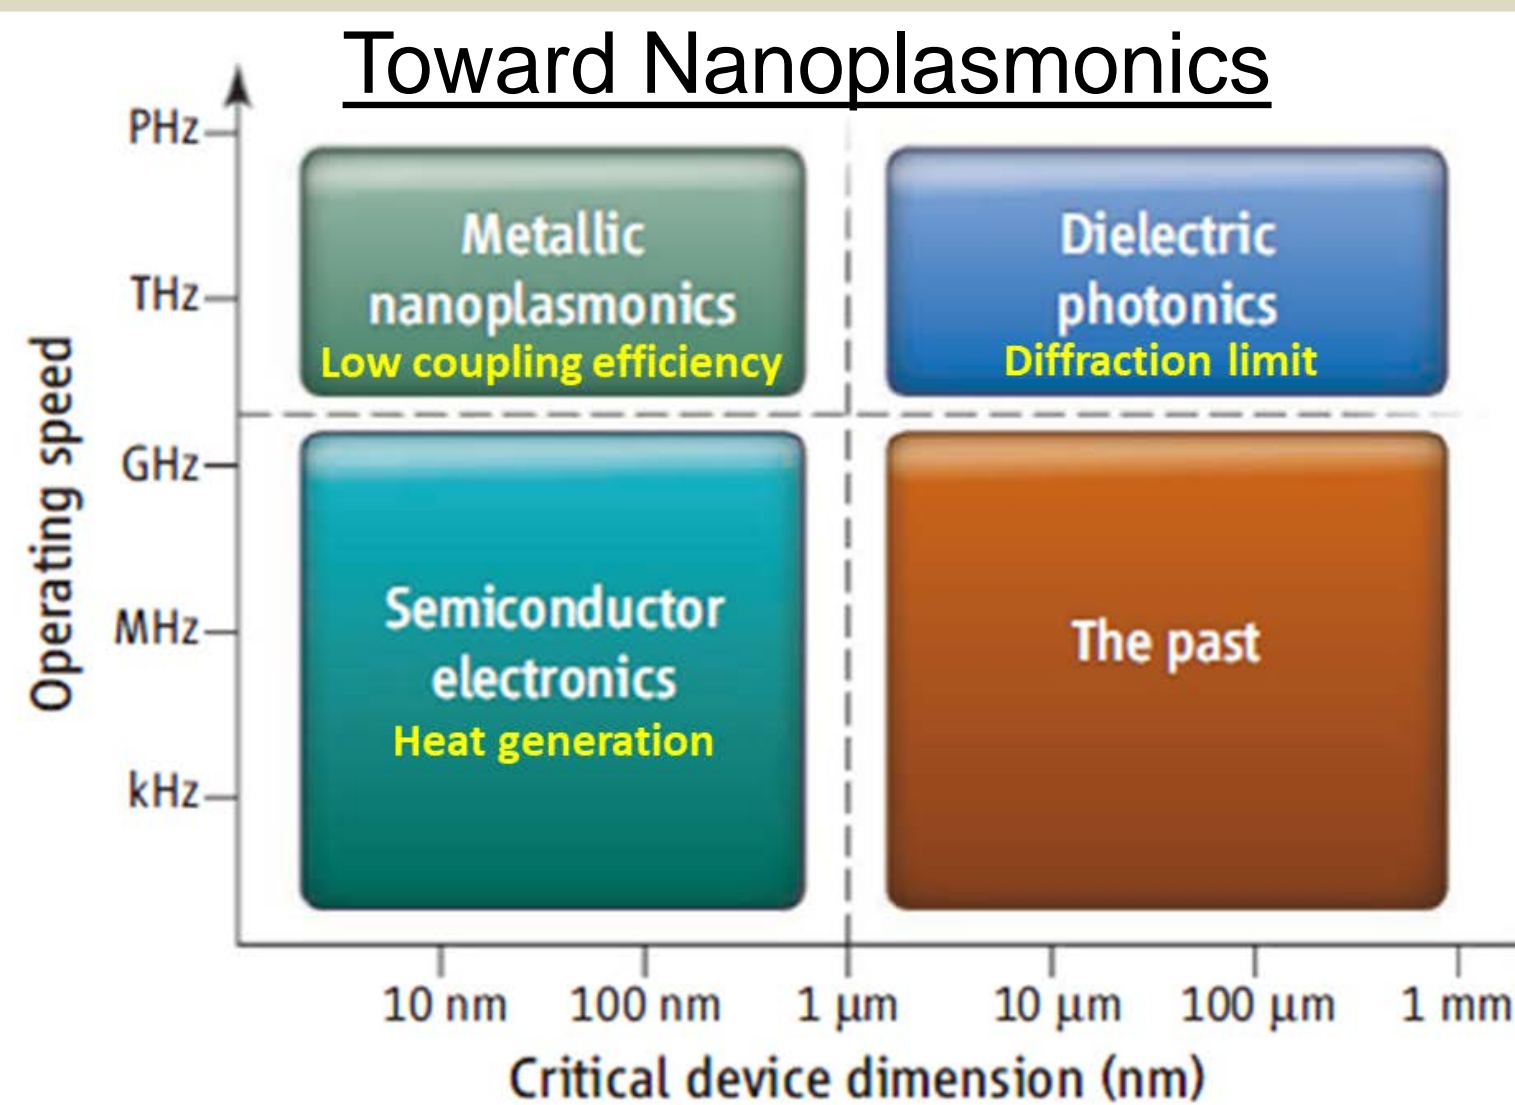 Toward Nanoplasmonics
PHz
THz
GHz
MHz
kHz
Operating speed
Metallic
nanoplasmonics
Low coupling efficiency
Dielectric
photonics
Diffraction limit
Semiconductor
electronics
Heat generation
The past
10 nm
100 nm
1 µm
10 µm
100 µm
1 mm
Critical device dimension (nm)